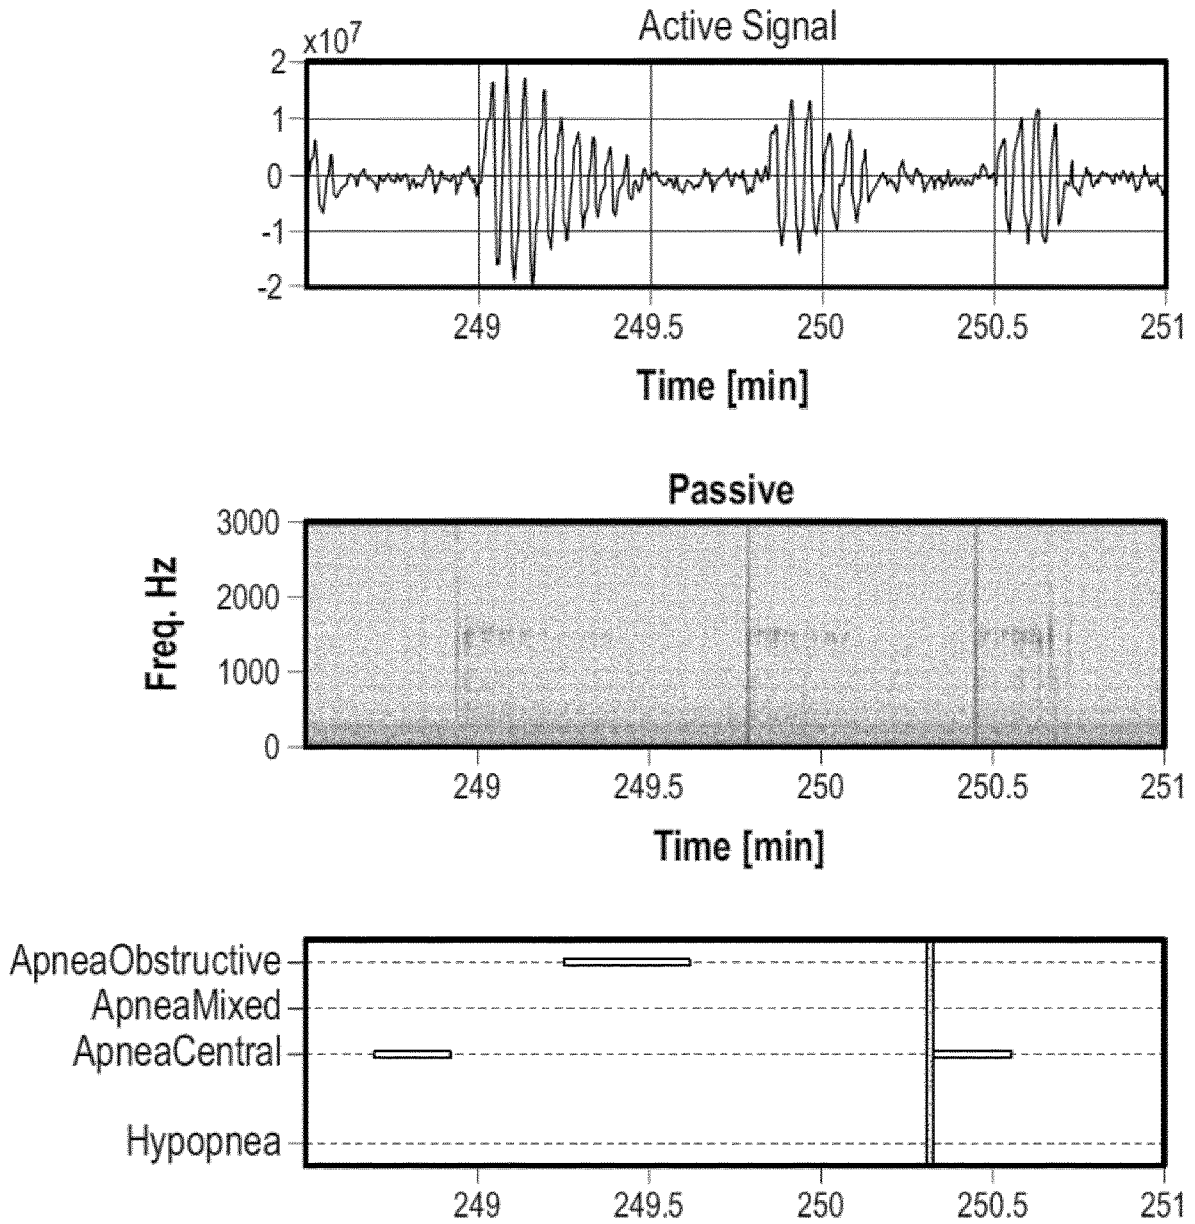 Active Signal
x10⁷
2
1
0
-1
-2
249 249.5 250 250.5 251
Time [min]
Passive
Freq. Hz
3000
2000
1000
0
249 249.5 250 250.5 251
Time [min]
ApneaObstructive
ApneaMixed
ApneaCentral
Hypopnea
249 249.5 250 250.5 251